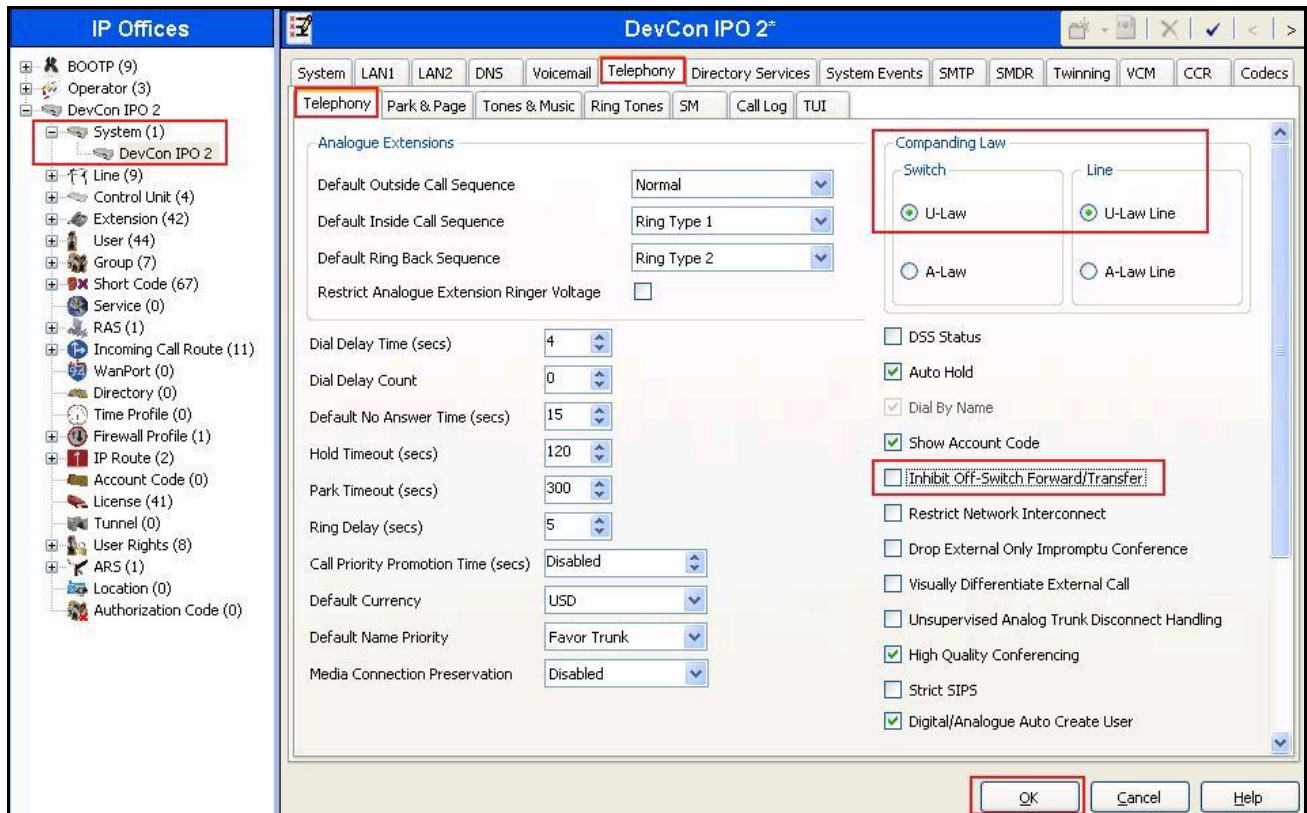 IP Offices
BOOTP (9)
Operator (3)
DevCon IPO 2
System (1)
DevCon IPO 2
Line (9)
Control Unit (4)
Extension (42)
User (44)
Group (7)
Short Code (67)
Service (0)
RAS (1)
Incoming Call Route (11)
WanPort (0)
Directory (0)
Time Profile (0)
Firewall Profile (1)
IP Route (2)
Account Code (0)
License (41)
Tunnel (0)
User Rights (8)
ARS (1)
Location (0)
Authorization Code (0)
DevCon IPO 2*
System LAN1 LAN2 DNS Voicemail Telephony Directory Services System Events SMTP SMDR Twinning VCM CCR Codecs
Telephony Park & Page Tones & Music Ring Tones SM Call Log TUI
Analogue Extensions
Default Outside Call Sequence Normal
Default Inside Call Sequence Ring Type 1
Default Ring Back Sequence Ring Type 2
Restrict Analogue Extension Ringer Voltage
Dial Delay Time (secs) 4
Dial Delay Count 0
Default No Answer Time (secs) 15
Hold Timeout (secs) 120
Park Timeout (secs) 300
Ring Delay (secs) 5
Call Priority Promotion Time (secs) Disabled
Default Currency USD
Default Name Priority Favor Trunk
Media Connection Preservation Disabled
Companding Law
Switch Line
U-Law U-Law Line
A-Law A-Law Line
DSS Status
Auto Hold
Dial By Name
Show Account Code
Inhibit Off-Switch Forward/Transfer
Restrict Network Interconnect
Drop External Only Impromptu Conference
Visually Differentiate External Call
Unsupervised Analog Trunk Disconnect Handling
High Quality Conferencing
Strict SIPS
Digital/Analogue Auto Create User
OK Cancel Help